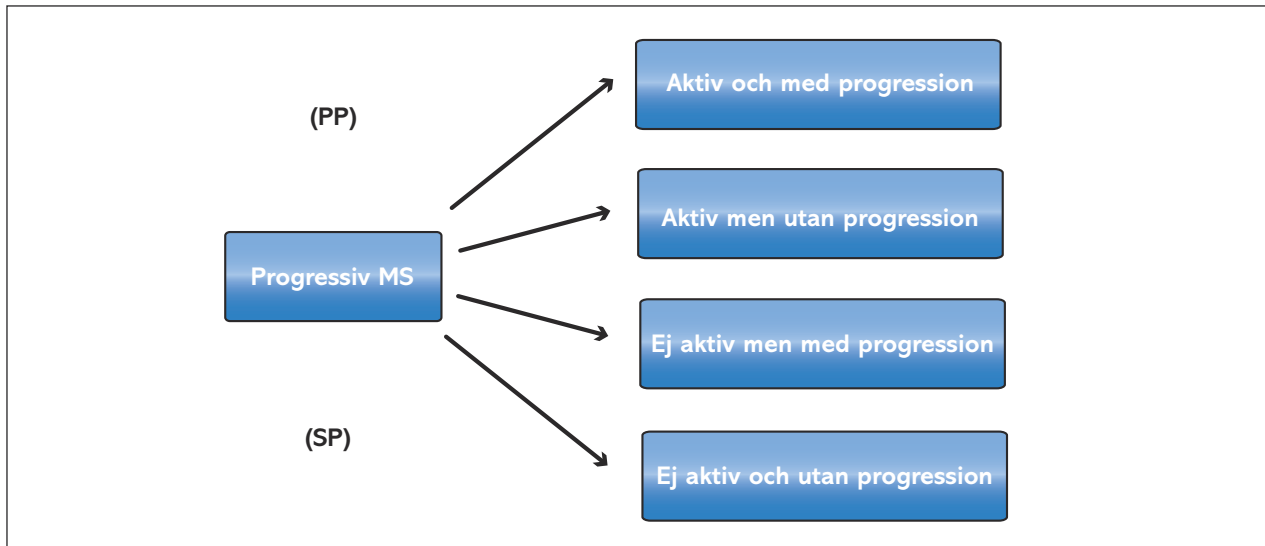 (PP)
Progressiv MS
(SP)
Aktiv och med progression
Aktiv men utan progression
Ej aktiv men med progression
Ej aktiv och utan progression